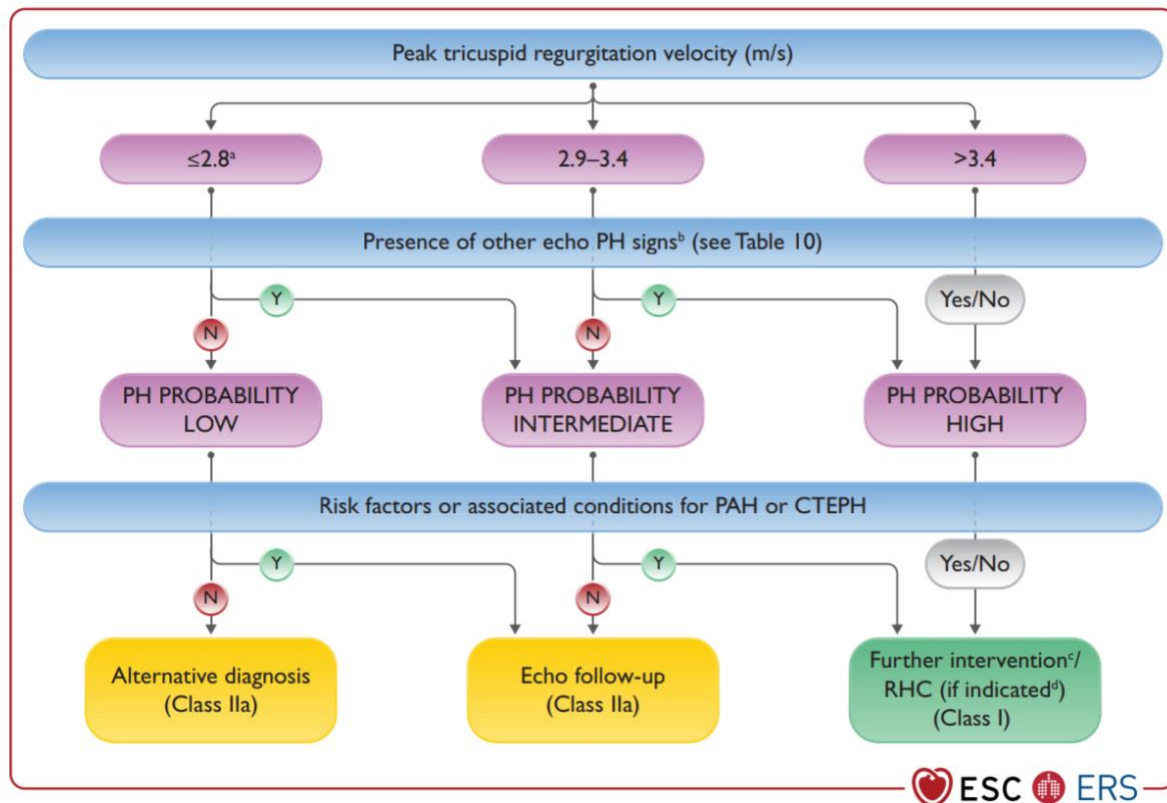 Peak tricuspid regurgitation velocity (m/s)
≤2.8ᵃ
2.9–3.4
>3.4
Presence of other echo PH signsᵇ (see Table 10)
Y
Y
Yes/No
N
N
PH PROBABILITY
LOW
PH PROBABILITY
INTERMEDIATE
PH PROBABILITY
HIGH
Risk factors or associated conditions for PAH or CTEPH
Y
Y
Yes/No
N
N
Alternative diagnosis
(Class IIa)
Echo follow-up
(Class IIa)
Further interventionᶜ/
RHC (if indicatedᵈ)
(Class I)
ESC ERS